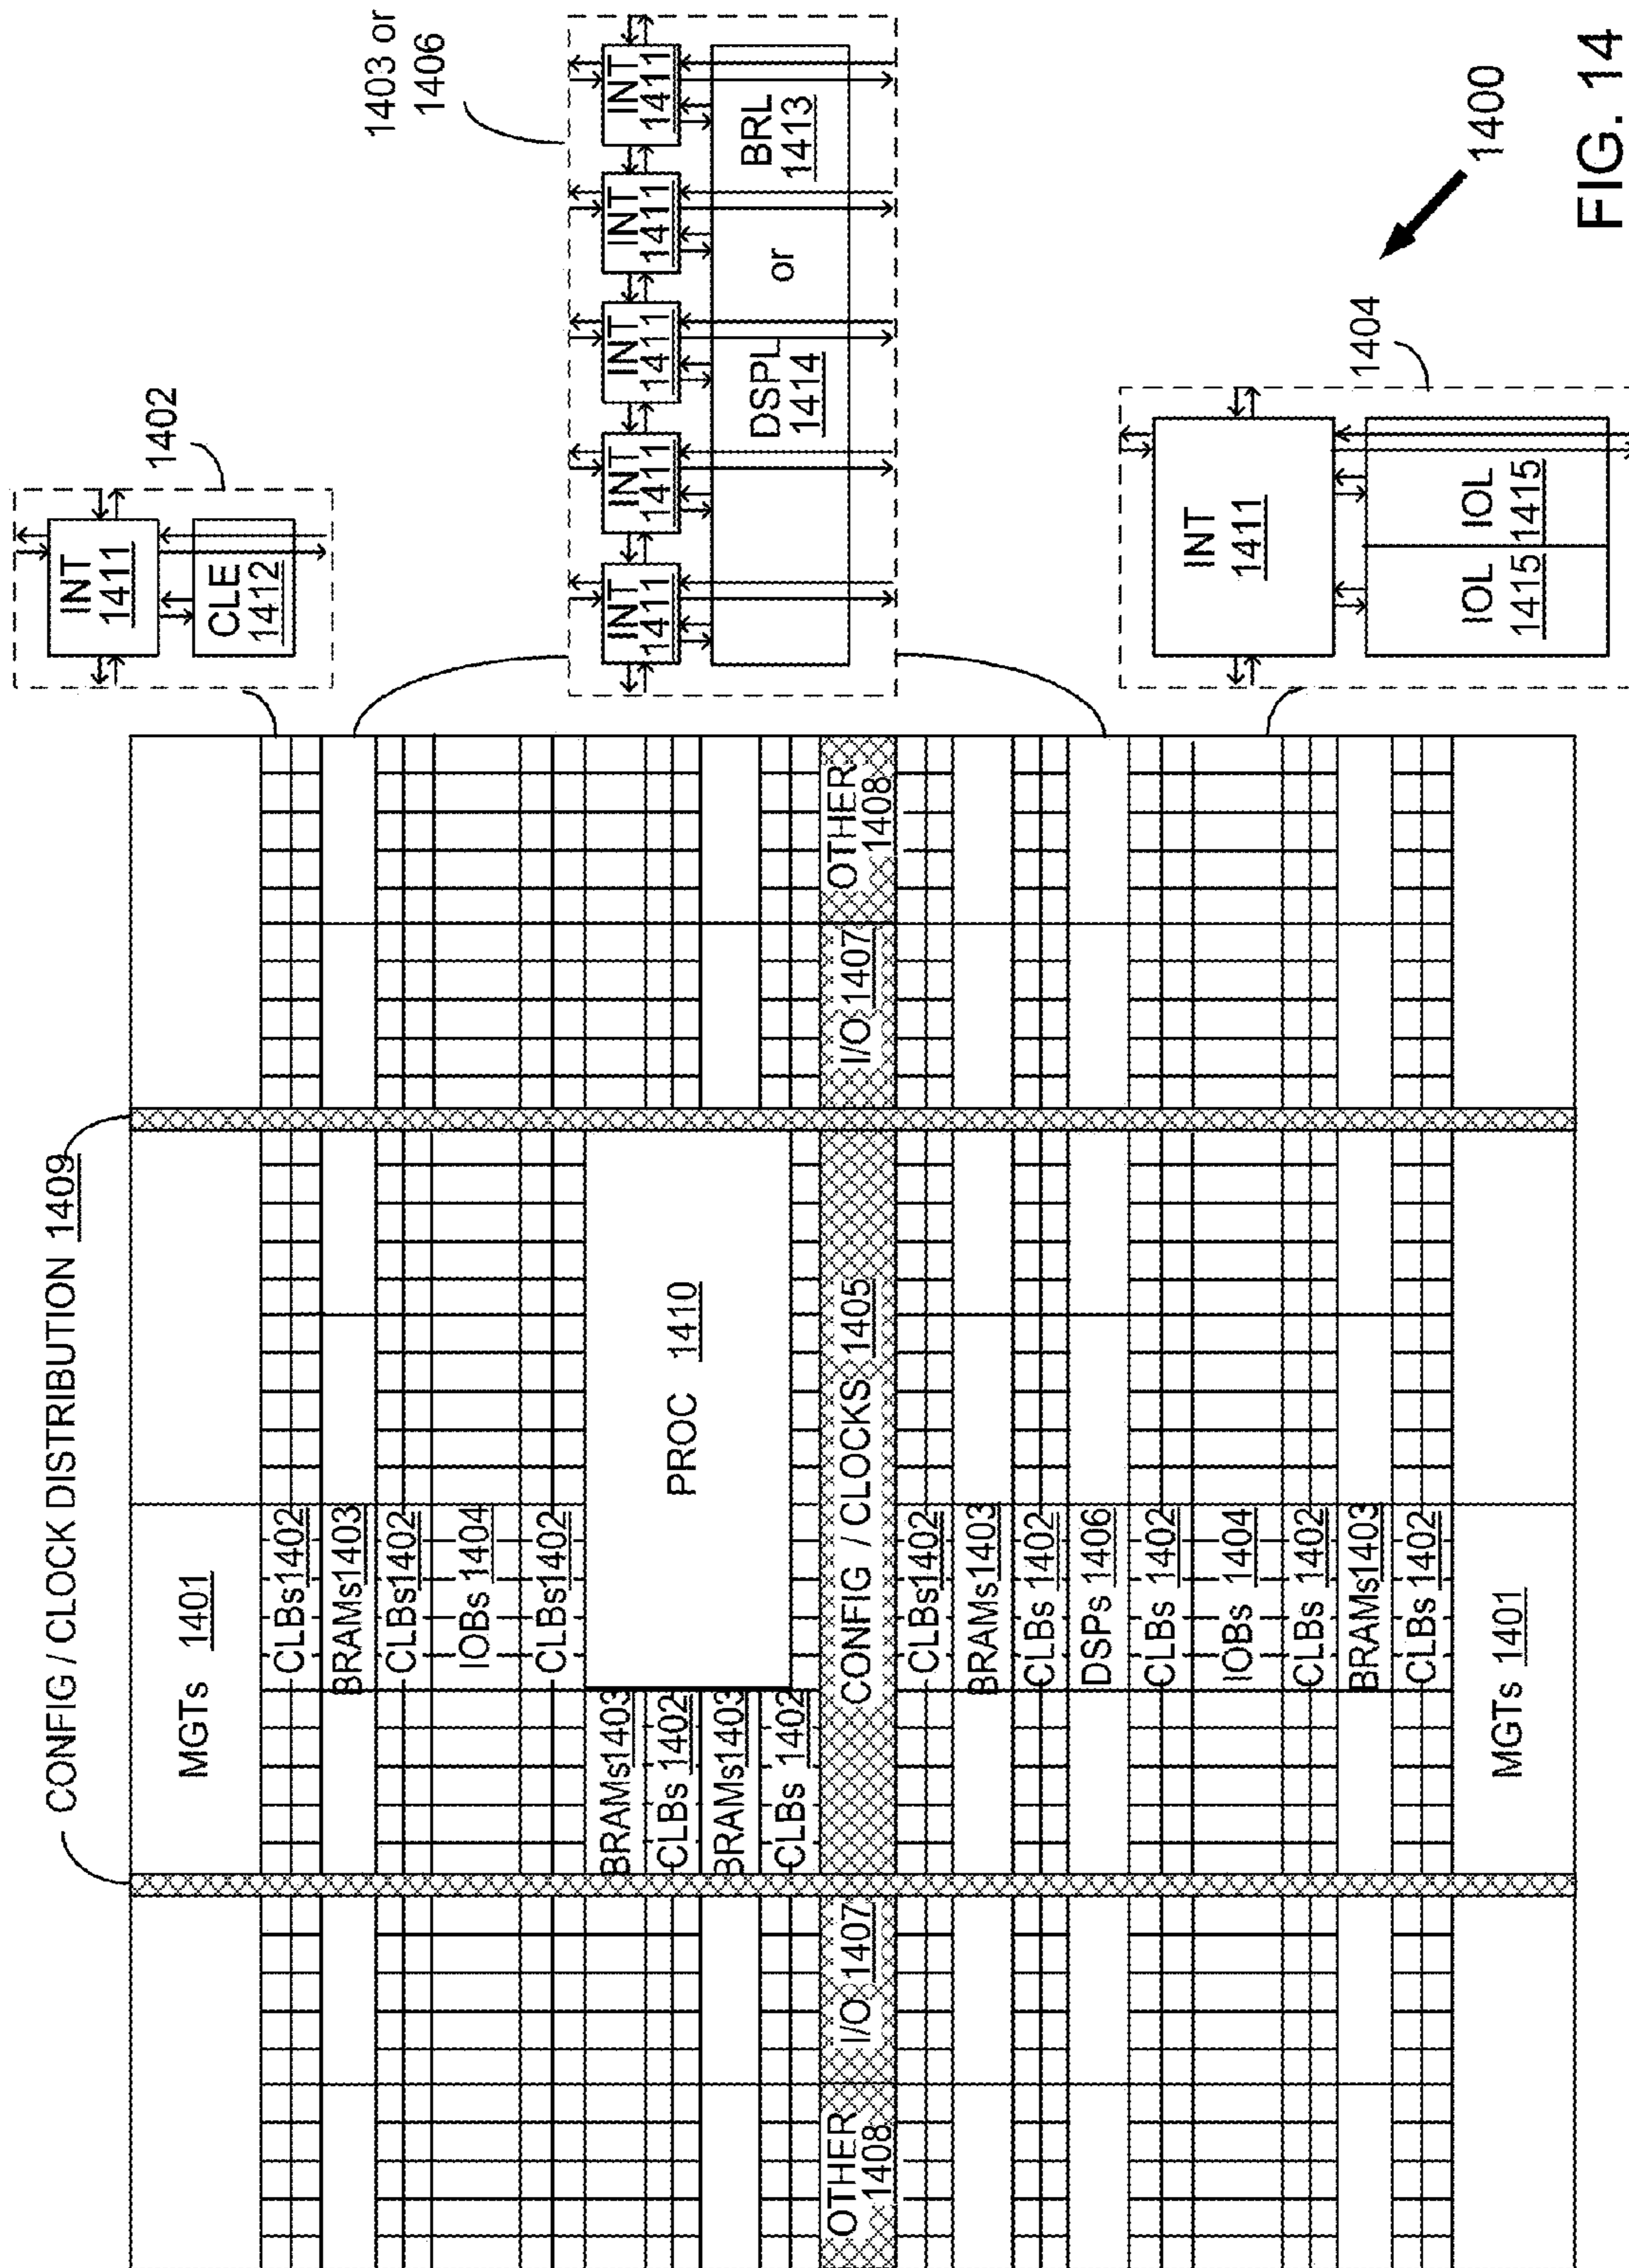 CONFIG / CLOCK DISTRIBUTION 1409
MGTs 1401
CLBs 1402
BRAMs 1403
CLBs 1402
IOBs 1404
CLBs 1402
BRAMs 1403
CLBs 1402
BRAMs 1403
CLBs 1402
PROC 1410
OTHER
1408
I/O 1407
CONFIG / CLOCKS 1405
I/O 1407
OTHER
1408
CLBs 1402
BRAMs 1403
CLBs 1402
DSPs 1406
CLBs 1402
IOBs 1404
CLBs 1402
BRAMs 1403
CLBs 1402
MGTs 1401
1402
INT
1411
CLE
1412
1403 or
1406
INT
1411
INT
1411
INT
1411
INT
1411
INT
1411
DSPL
1414
or
BRL
1413
1404
INT
1411
IOL
1415
IOL
1415
1400
FIG. 14